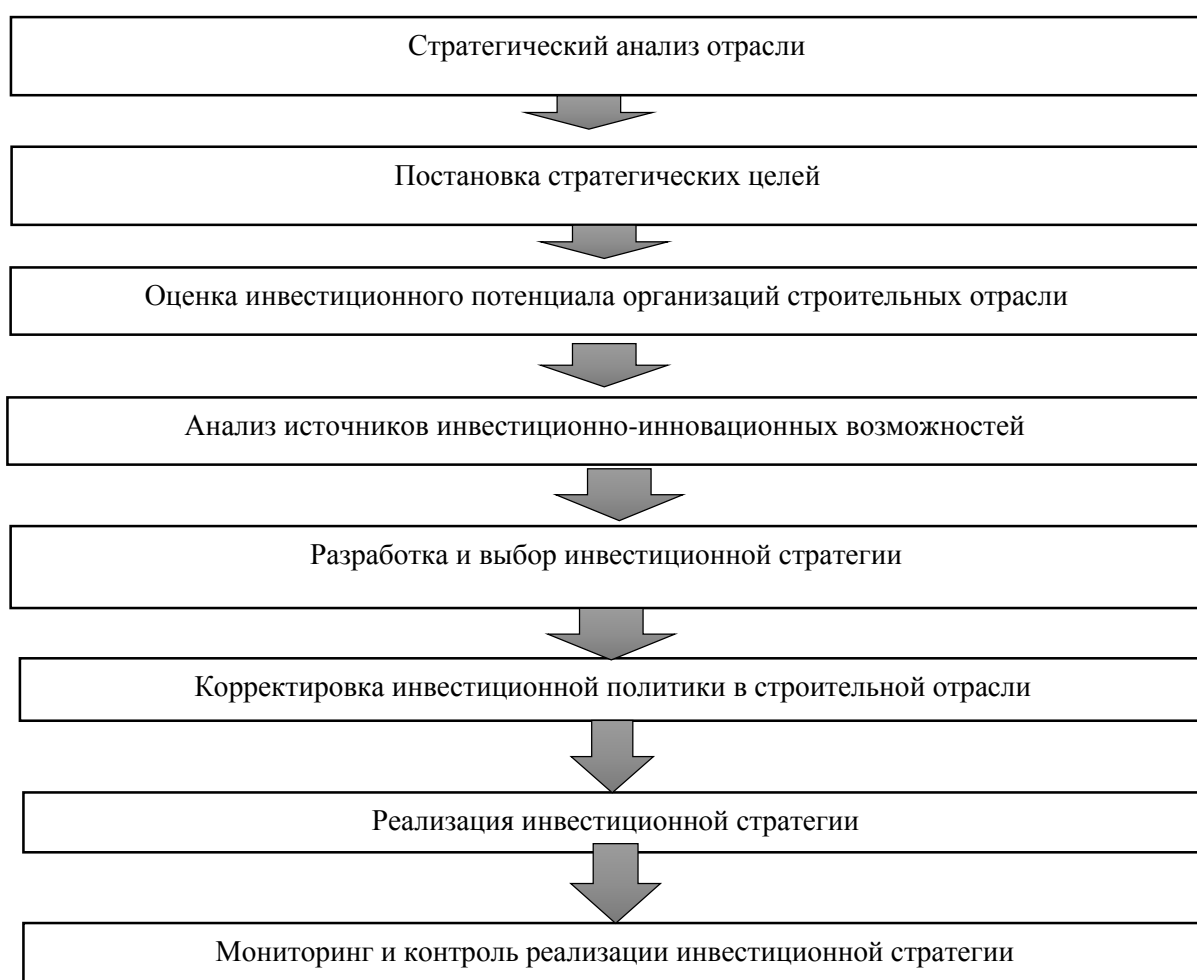 Стратегический анализ отрасли
Постановка стратегических целей
Оценка инвестиционного потенциала организаций строительных отрасли
Анализ источников инвестиционно-инновационных возможностей
Разработка и выбор инвестиционной стратегии
Корректировка инвестиционной политики в строительной отрасли
Реализация инвестиционной стратегии
Мониторинг и контроль реализации инвестиционной стратегии